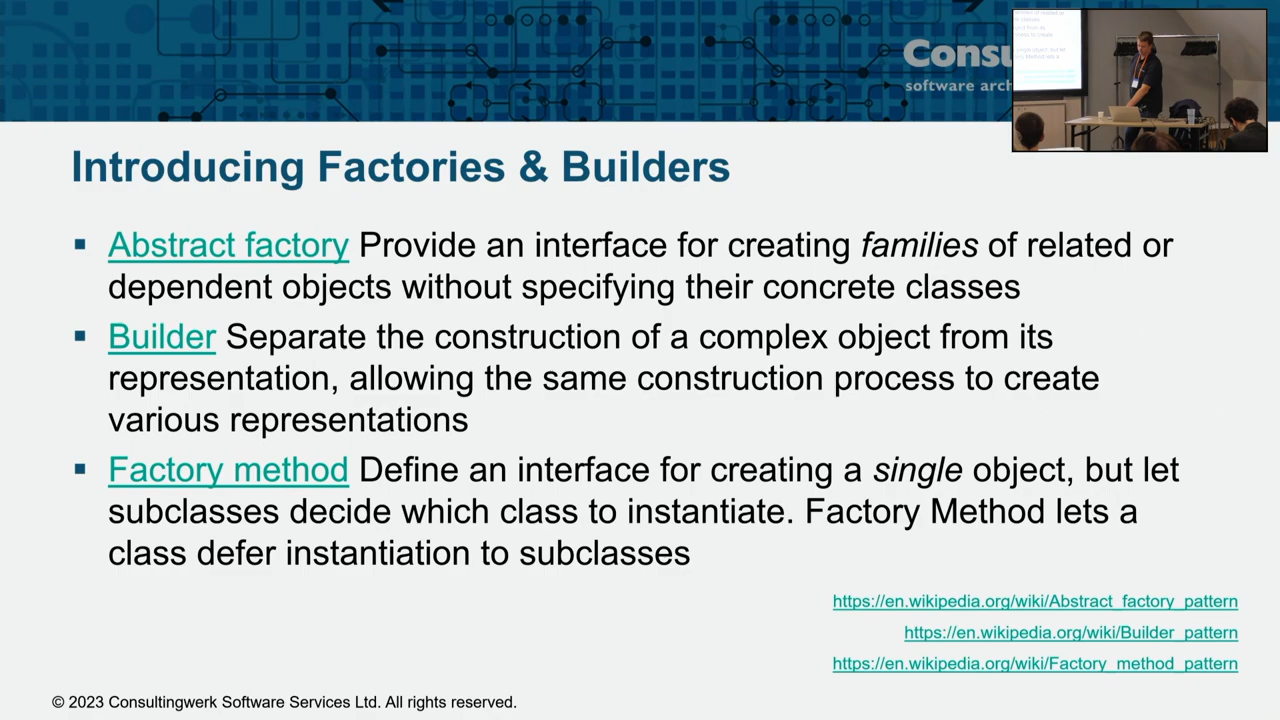 Consu
software arch
Introducing Factories & Builders
▪ Abstract factory Provide an interface for creating families of related or
dependent objects without specifying their concrete classes
▪ Builder Separate the construction of a complex object from its
representation, allowing the same construction process to create
various representations
▪ Factory method Define an interface for creating a single object, but let
subclasses decide which class to instantiate. Factory Method lets a
class defer instantiation to subclasses
https://en.wikipedia.org/wiki/Abstract_factory_pattern
https://en.wikipedia.org/wiki/Builder_pattern
https://en.wikipedia.org/wiki/Factory_method_pattern
© 2023 Consultingwerk Software Services Ltd. All rights reserved.